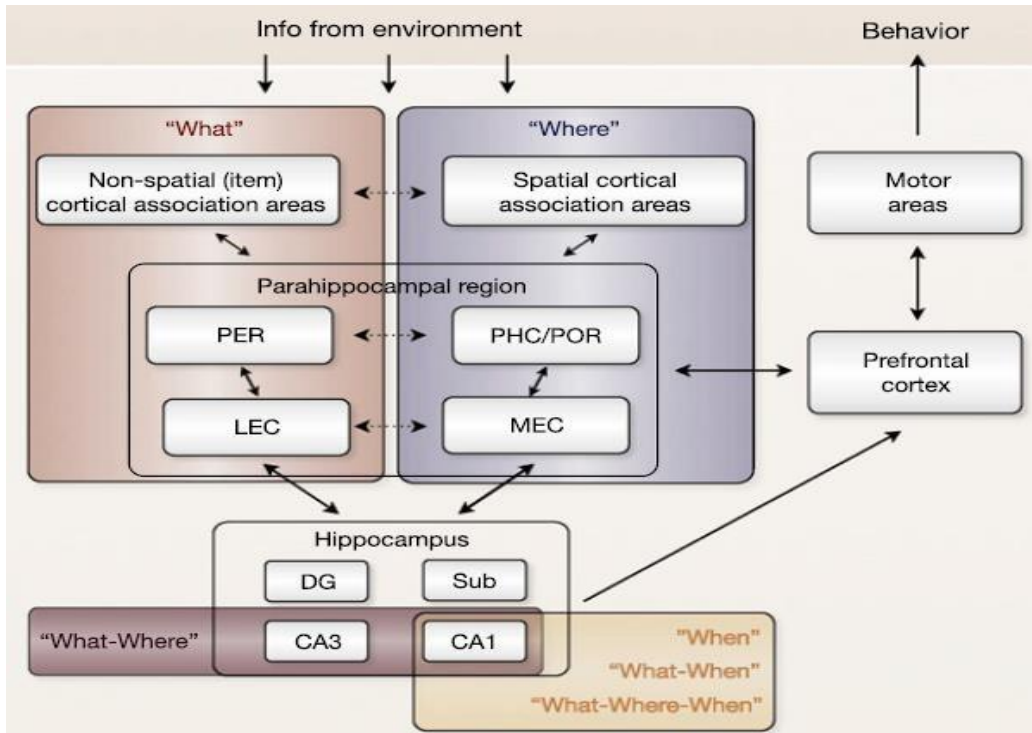 Info from environment
Behavior
“What”
“Where”
Non-spatial (item)
cortical association areas
Spatial cortical
association areas
Motor
areas
Parahippocampal region
PER
PHC/POR
Prefrontal
cortex
LEC
MEC
Hippocampus
DG
Sub
“What-Where”
CA3
CA1
"When"
“What-When”
“What-Where-When”